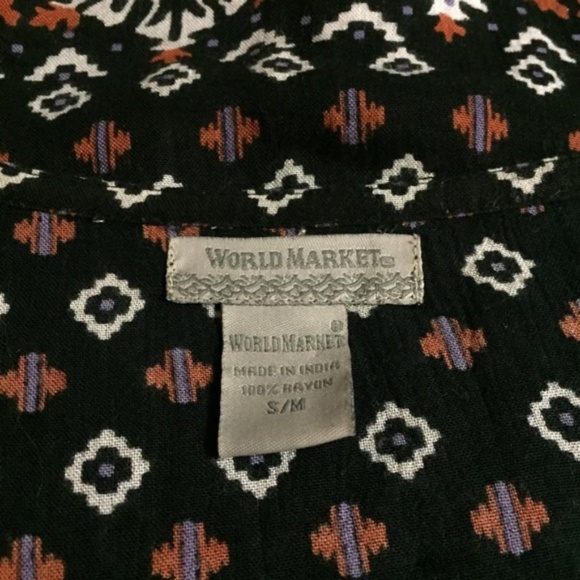 WORLD MARKET
WORLD MARKET®
MADE IN INDIA
100% RAYON
S/M